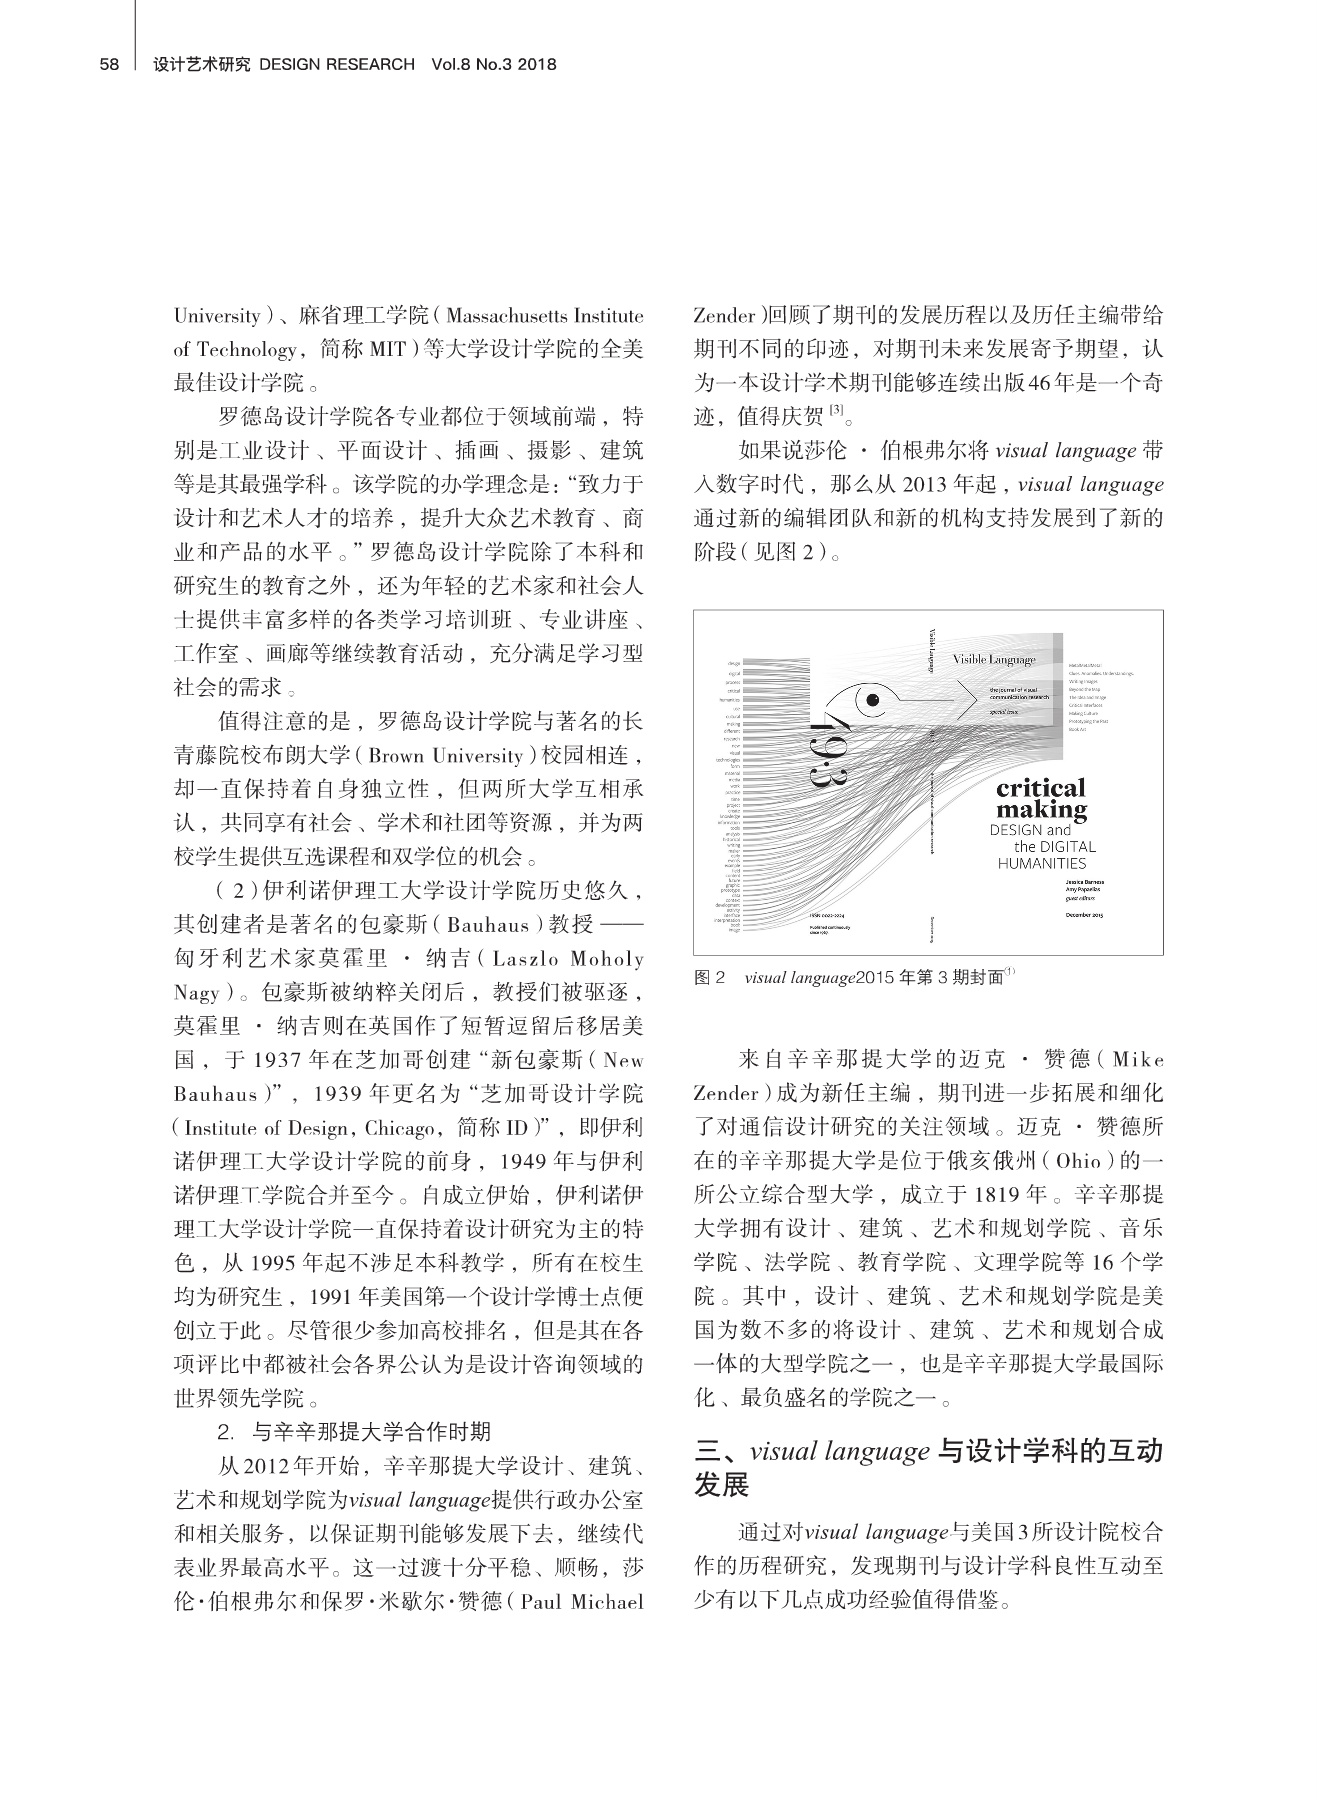 58 设计艺术研究 DESIGN RESEARCH Vol.8 No.3 2018
University）、麻省理工学院（Massachusetts Institute
of Technology，简称 MIT）等大学设计学院的全美
最佳设计学院。
罗德岛设计学院各专业都位于领域前端，特
别是工业设计、平面设计、插画、摄影、建筑
等是其最强学科。该学院的办学理念是：“致力于
设计和艺术人才的培养，提升大众艺术教育、商
业和产品的水平。”罗德岛设计学院除了本科和
研究生的教育之外，还为年轻的艺术家和社会人
士提供丰富多样的各类学习培训班、专业讲座、
工作室、画廊等继续教育活动，充分满足学习型
社会的需求。
值得注意的是，罗德岛设计学院与著名的长
青藤院校布朗大学（Brown University）校园相连，
却一直保持着自身独立性，但两所大学互相承
认，共同享有社会、学术和社团等资源，并为两
校学生提供互选课程和双学位的机会。
（2）伊利诺伊理工大学设计学院历史悠久，
其创建者是著名的包豪斯（Bauhaus）教授——
匈牙利艺术家莫霍里·纳吉（Laszlo Moholy
Nagy）。包豪斯被纳粹关闭后，教授们被驱逐，
莫霍里·纳吉则在英国作了短暂逗留后移居美
国，于 1937 年在芝加哥创建“新包豪斯（New
Bauhaus）”，1939 年更名为“芝加哥设计学院
（Institute of Design, Chicago，简称 ID）”，即伊利
诺伊理工大学设计学院的前身，1949 年与伊利
诺伊理工学院合并至今。自成立伊始，伊利诺伊
理工大学设计学院一直保持着设计研究为主的特
色，从 1995 年起不涉足本科教学，所有在校生
均为研究生，1991 年美国第一个设计学博士点便
创立于此。尽管很少参加高校排名，但是其在各
项评比中都被社会各界公认为是设计咨询领域的
世界领先学院。
2. 与辛辛那提大学合作时期
从2012年开始，辛辛那提大学设计、建筑、
艺术和规划学院为visual language提供行政办公室
和相关服务，以保证期刊能够发展下去，继续代
表业界最高水平。这一过渡十分平稳、顺畅，莎
伦·伯根弗尔和保罗·米歇尔·赞德（Paul Michael
Zender）回顾了期刊的发展历程以及历任主编带给
期刊不同的印迹，对期刊未来发展寄予期望，认
为一本设计学术期刊能够连续出版46年是一个奇
迹，值得庆贺[3]。
如果说莎伦·伯根弗尔将 visual language 带
入数字时代，那么从 2013 年起，visual language
通过新的编辑团队和新的机构支持发展到了新的
阶段（见图 2）。
Visible Language
Visible Language
the journal of visual
communication research
special issue
49.3
critical
making
DESIGN and
the DIGITAL
HUMANITIES
Jessica Barness
Amy Papaelias
guest editors
December 2015
ISSN 0022-2224
Published continuously
since 1967
图 2 visual language2015 年第 3 期封面①
来自辛辛那提大学的迈克·赞德（Mike
Zender）成为新任主编，期刊进一步拓展和细化
了对通信设计研究的关注领域。迈克·赞德所
在的辛辛那提大学是位于俄亥俄州（Ohio）的一
所公立综合型大学，成立于 1819 年。辛辛那提
大学拥有设计、建筑、艺术和规划学院、音乐
学院、法学院、教育学院、文理学院等 16 个学
院。其中，设计、建筑、艺术和规划学院是美
国为数不多的将设计、建筑、艺术和规划合成
一体的大型学院之一，也是辛辛那提大学最国际
化、最负盛名的学院之一。
三、visual language 与设计学科的互动
发展
通过对visual language与美国3所设计院校合
作的历程研究，发现期刊与设计学科良性互动至
少有以下几点成功经验值得借鉴。